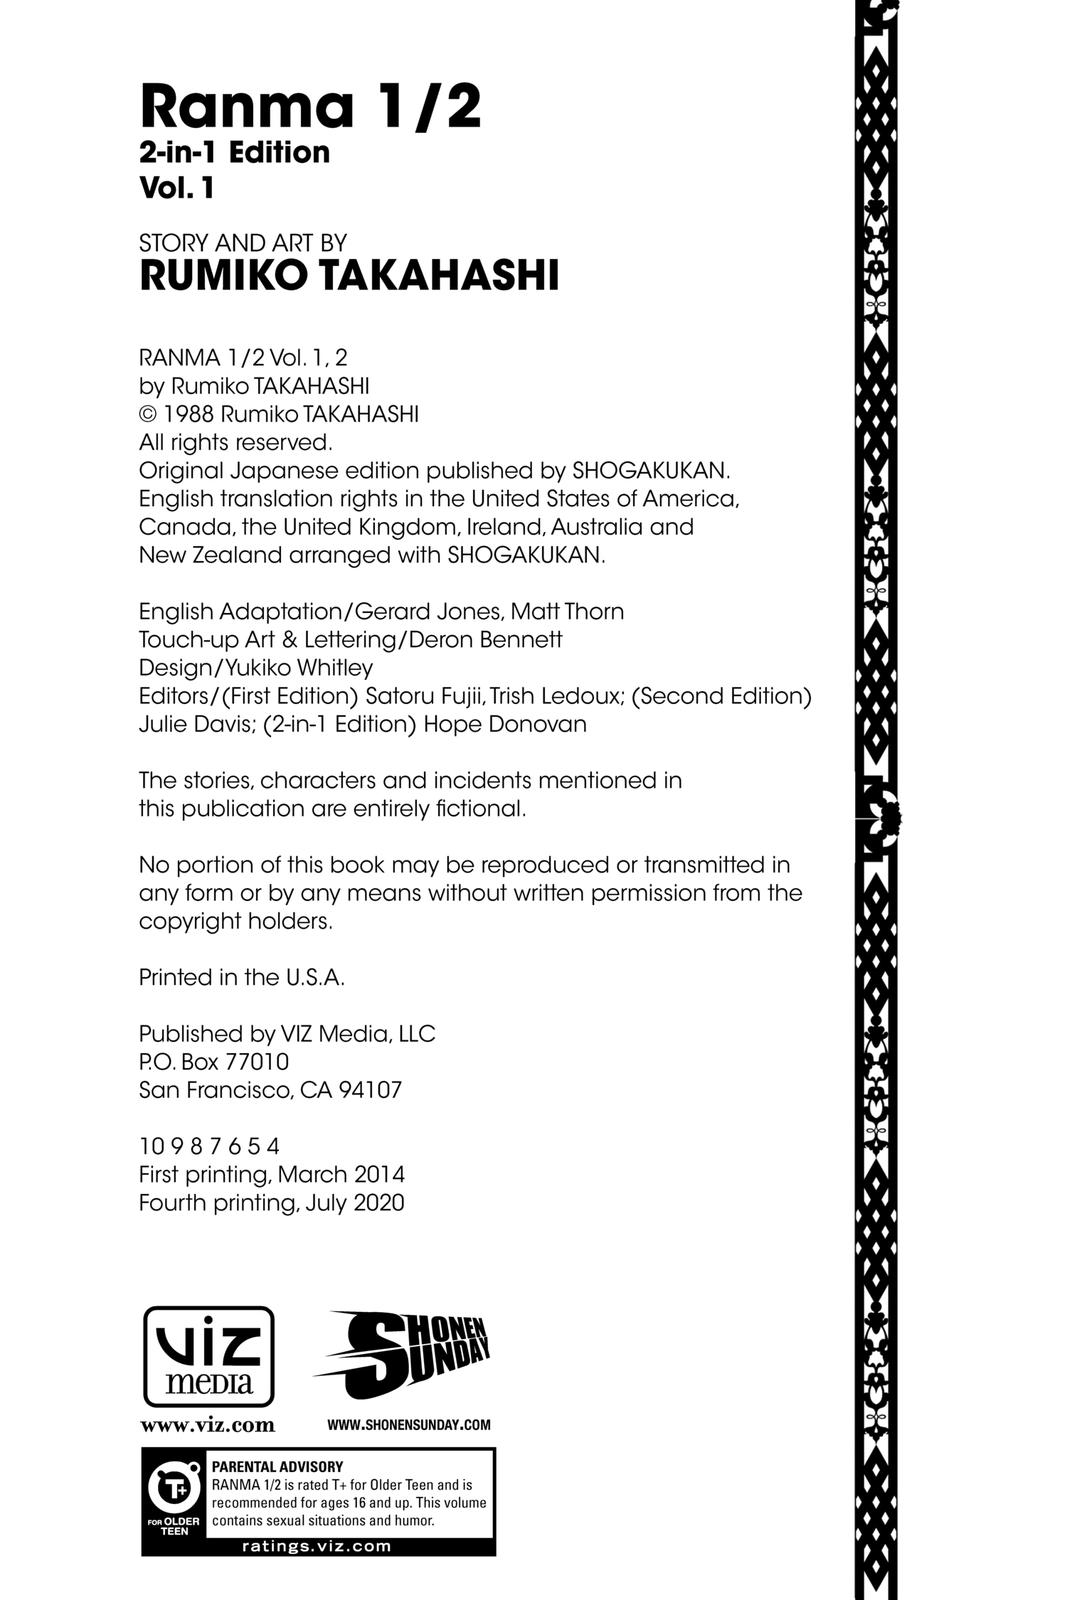 Ranma 1/2
2-in-1 Edition
Vol. 1
STORY AND ART BY
RUMIKO TAKAHASHI
RANMA 1/2 Vol. 1, 2
by Rumiko TAKAHASHI
© 1988 Rumiko TAKAHASHI
All rights reserved.
Original Japanese edition published by SHOGAKUKAN.
English translation rights in the United States of America,
Canada, the United Kingdom, Ireland, Australia and
New Zealand arranged with SHOGAKUKAN.
English Adaptation/Gerard Jones, Matt Thorn
Touch-up Art & Lettering/Deron Bennett
Design/Yukiko Whitley
Editors/(First Edition) Satoru Fujii, Trish Ledoux; (Second Edition)
Julie Davis; (2-in-1 Edition) Hope Donovan
The stories, characters and incidents mentioned in
this publication are entirely fictional.
No portion of this book may be reproduced or transmitted in
any form or by any means without written permission from the
copyright holders.
Printed in the U.S.A.
Published by VIZ Media, LLC
P.O. Box 77010
San Francisco, CA 94107
10 9 8 7 6 5 4
First printing, March 2014
Fourth printing, July 2020
viz
media
www.viz.com
SHONEN
SUNDAY
WWW.SHONENSUNDAY.COM
T+
FOR OLDER
TEEN
PARENTAL ADVISORY
RANMA 1/2 is rated T+ for Older Teen and is
recommended for ages 16 and up. This volume
contains sexual situations and humor.
ratings.viz.com